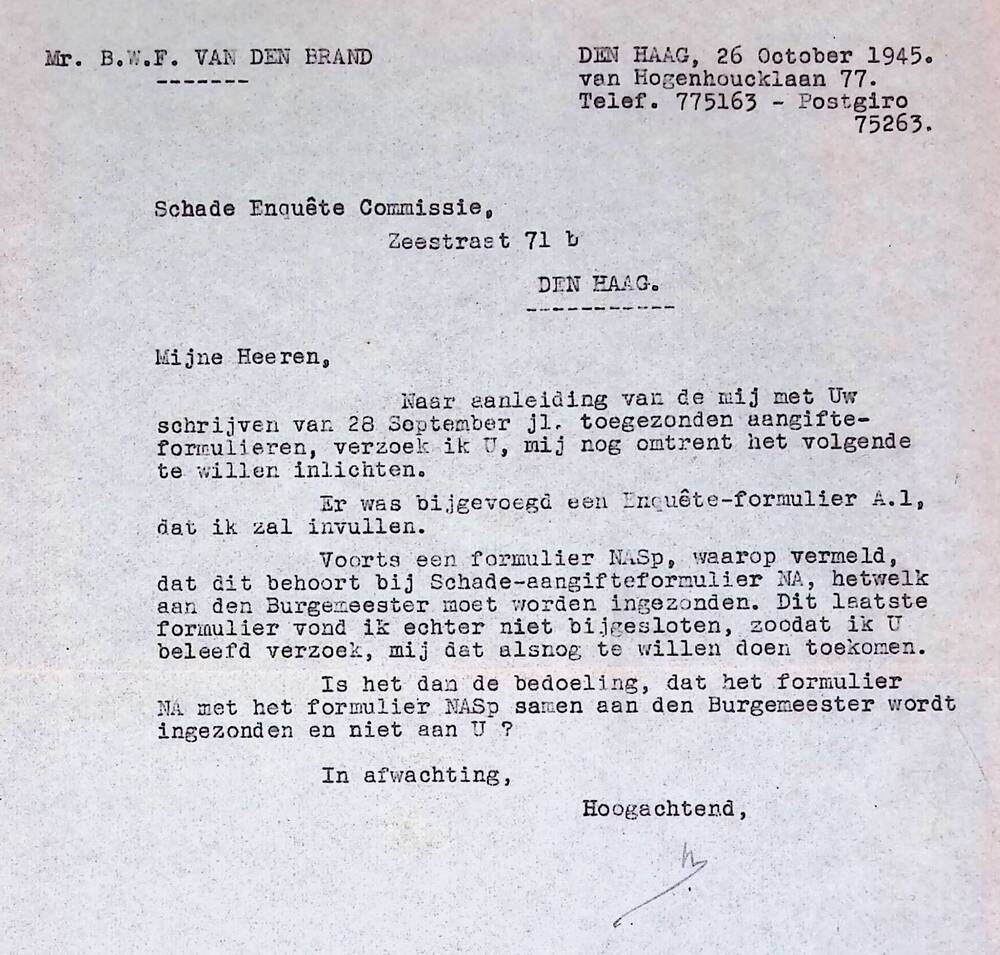 Mr. B.W.F. VAN DEN BRAND
DEN HAAG, 26 October 1945.
van Hogenhoucklaan 77.
Telef. 775163 - Postgiro
75263.
Schade Enquête Commissie,
Zeestraat 71 b
DEN HAAG.
Mijne Heeren,
Naar aanleiding van de mij met Uw
schrijven van 28 September jl. toegezonden aangifte-
formulieren, verzoek ik U, mij nog omtrent het volgende
te willen inlichten.
Er was bijgevoegd een Enquête-formulier A.1,
dat ik zal invullen.
Voorts een formulier NASp, waarop vermeld,
dat dit behoort bij Schade-aangifteformulier NA, hetwelk
aan den Burgemeester moet worden ingezonden. Dit laatste
formulier vond ik echter niet bijgesloten, zoodat ik U
beleefd verzoek, mij dat alsnog te willen doen toekomen.
Is het dan de bedoeling, dat het formulier
NA met het formulier NASp samen aan den Burgemeester wordt
ingezonden en niet aan U ?
In afwachting,
Hoogachtend,